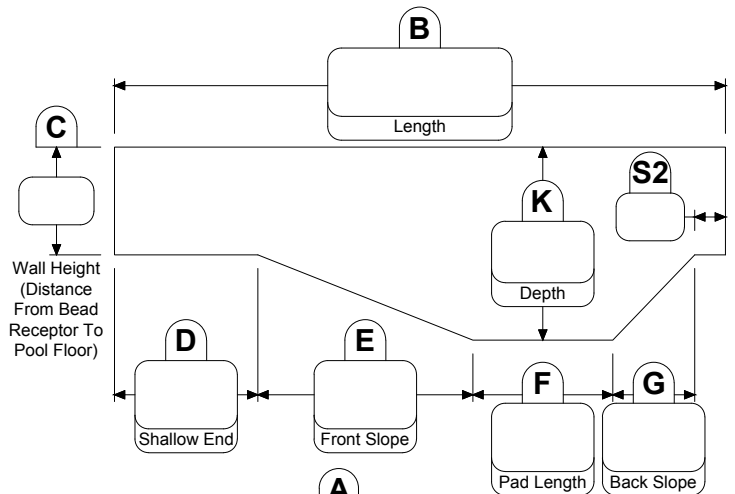 B
Length
C
S2
K
Wall Height
(Distance
From Bead
Receptor To
Pool Floor)
Depth
D
E
F
G
Shallow End
Front Slope
Pad Length
Back Slope
A